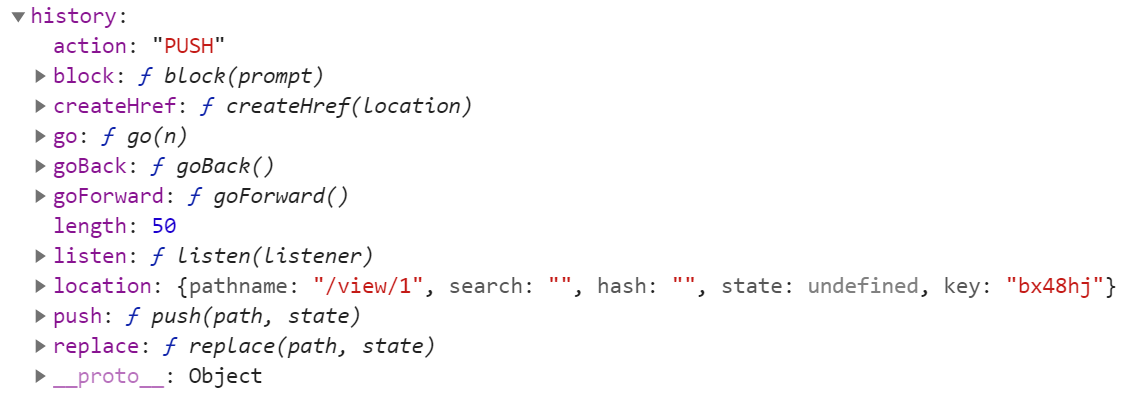 history:
action: "PUSH"
block: ƒ block(prompt)
createHref: ƒ createHref(location)
go: ƒ go(n)
goBack: ƒ goBack()
goForward: ƒ goForward()
length: 50
listen: ƒ listen(listener)
location: {pathname: "/view/1", search: "", hash: "", state: undefined, key: "bx48hj"}
push: ƒ push(path, state)
replace: ƒ replace(path, state)
__proto__: Object